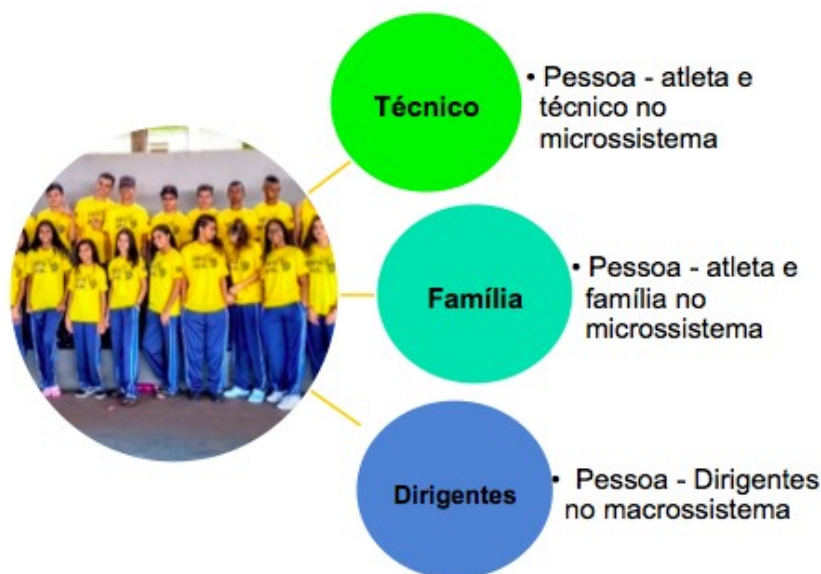 Técnico
• Pessoa - atleta e
técnico no
microssistema
Família
• Pessoa - atleta e
família no
microssistema
Dirigentes
• Pessoa - Dirigentes
no macrossistema